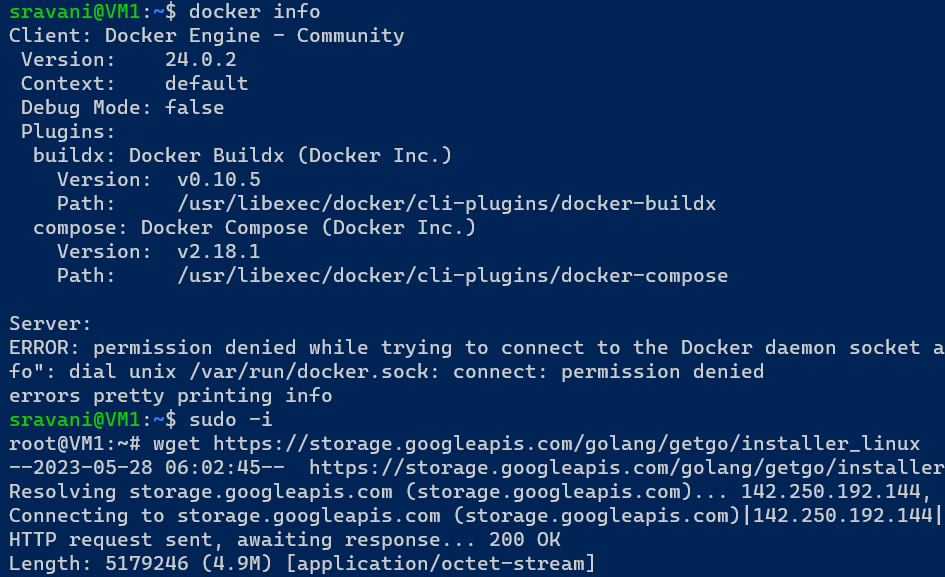 sravani@VM1:~$ docker info
Client: Docker Engine - Community
 Version:    24.0.2
 Context:    default
 Debug Mode: false
 Plugins:
  buildx: Docker Buildx (Docker Inc.)
    Version:  v0.10.5
    Path:     /usr/libexec/docker/cli-plugins/docker-buildx
  compose: Docker Compose (Docker Inc.)
    Version:  v2.18.1
    Path:     /usr/libexec/docker/cli-plugins/docker-compose

Server:
ERROR: permission denied while trying to connect to the Docker daemon socket a
fo": dial unix /var/run/docker.sock: connect: permission denied
errors pretty printing info
sravani@VM1:~$ sudo -i
root@VM1:~# wget https://storage.googleapis.com/golang/getgo/installer_linux
--2023-05-28 06:02:45--  https://storage.googleapis.com/golang/getgo/installer
Resolving storage.googleapis.com (storage.googleapis.com)... 142.250.192.144,
Connecting to storage.googleapis.com (storage.googleapis.com)|142.250.192.144|
HTTP request sent, awaiting response... 200 OK
Length: 5179246 (4.9M) [application/octet-stream]